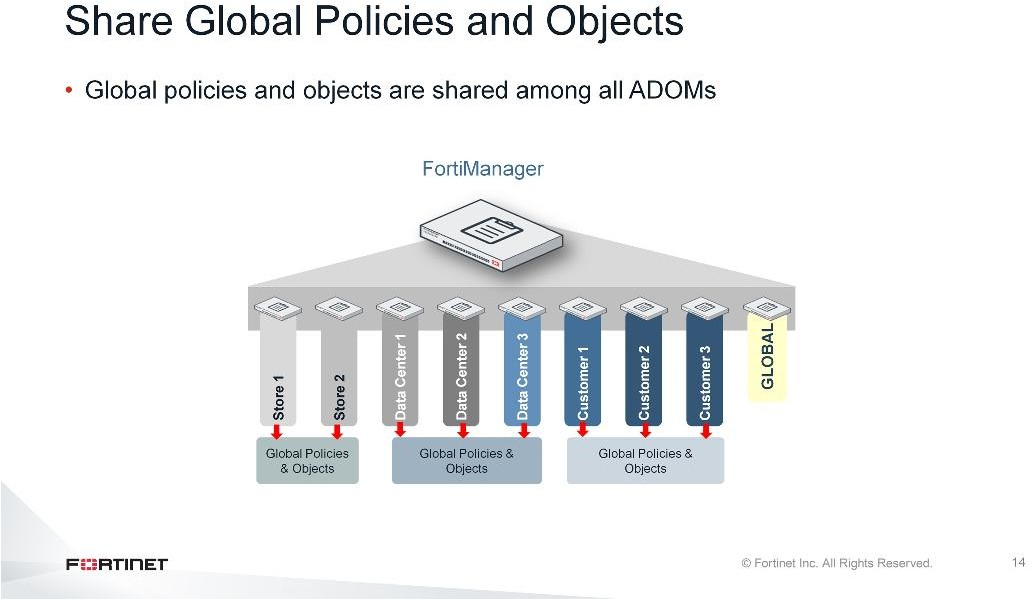 Share Global Policies and Objects
• Global policies and objects are shared among all ADOMs
FortiManager
Store 1
Store 2
Data Center 1
Data Center 2
Data Center 3
Customer 1
Customer 2
Customer 3
GLOBAL
Global Policies
& Objects
Global Policies &
Objects
Global Policies &
Objects
FORTINET
© Fortinet Inc. All Rights Reserved.
14